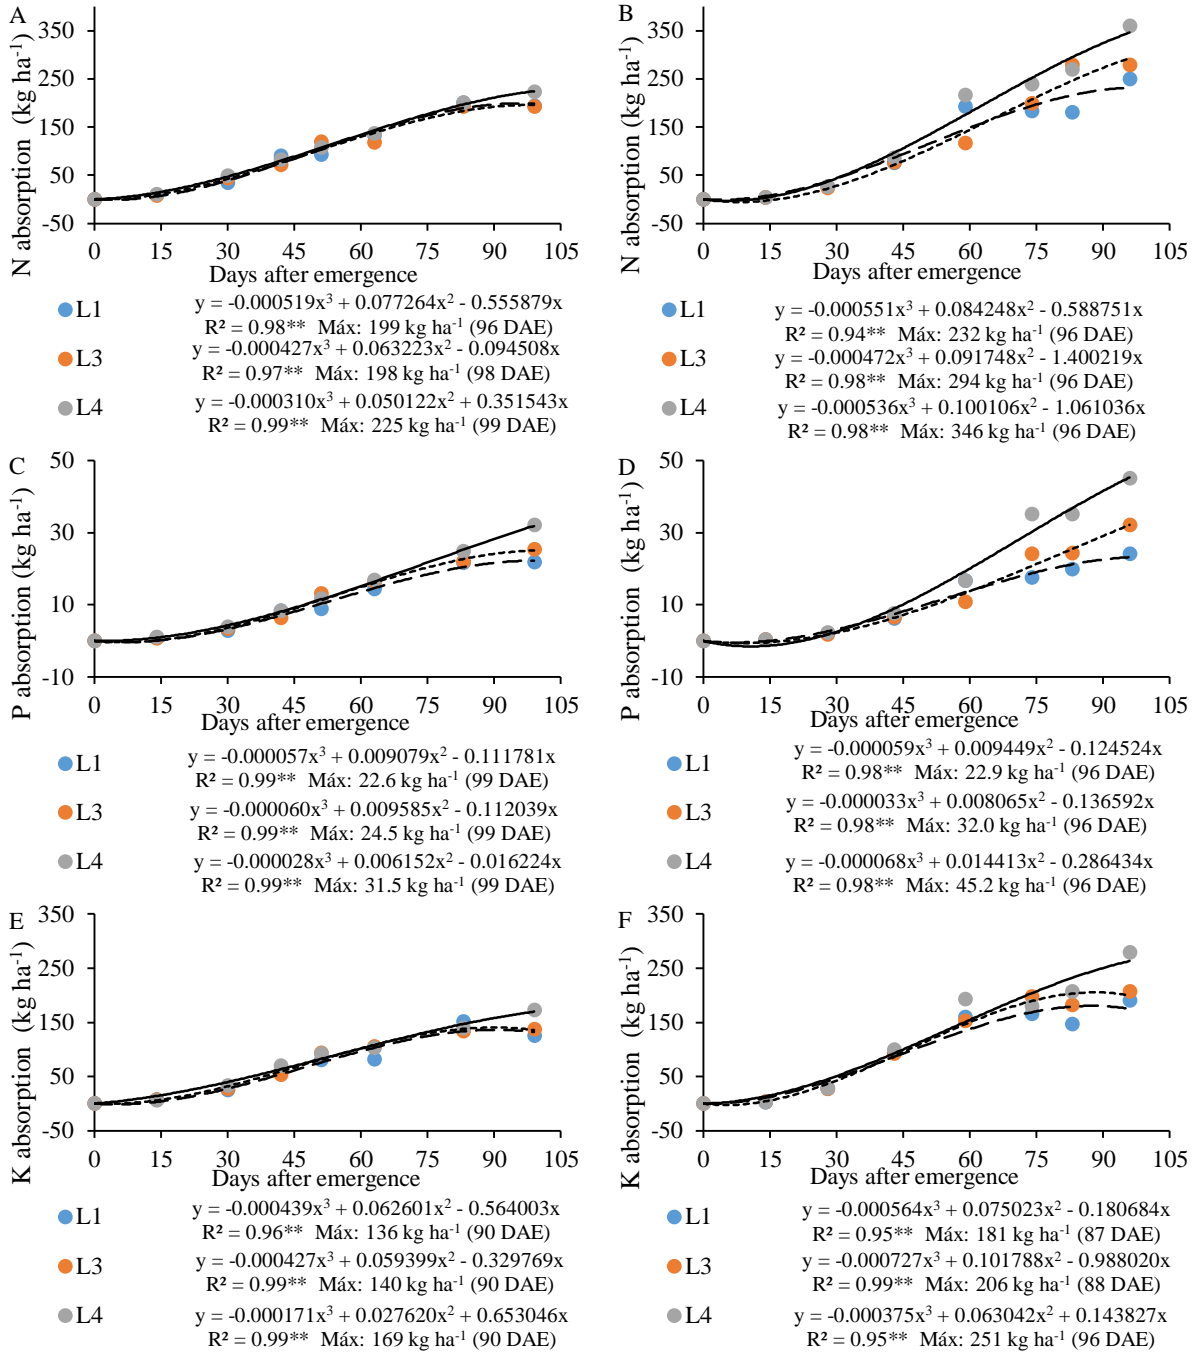 A
N absorption (kg ha⁻¹)
350
250
150
50
-50
0 15 30 45 60 75 90 105
Days after emergence
L1
y = -0.000519x³ + 0.077264x² - 0.555879x
R² = 0.98** Máx: 199 kg ha⁻¹ (96 DAE)
L3
y = -0.000427x³ + 0.063223x² - 0.094508x
R² = 0.97** Máx: 198 kg ha⁻¹ (98 DAE)
L4
y = -0.000310x³ + 0.050122x² + 0.351543x
R² = 0.99** Máx: 225 kg ha⁻¹ (99 DAE)
B
N absorption (kg ha⁻¹)
350
250
150
50
-50
0 15 30 45 60 75 90 105
Days after emergence
L1
y = -0.000551x³ + 0.084248x² - 0.588751x
R² = 0.94** Máx: 232 kg ha⁻¹ (96 DAE)
L3
y = -0.000472x³ + 0.091748x² - 1.400219x
R² = 0.98** Máx: 294 kg ha⁻¹ (96 DAE)
L4
y = -0.000536x³ + 0.100106x² - 1.061036x
R² = 0.98** Máx: 346 kg ha⁻¹ (96 DAE)
C
P absorption (kg ha⁻¹)
50
30
10
-10
0 15 30 45 60 75 90 105
Days after emergence
L1
y = -0.000057x³ + 0.009079x² - 0.111781x
R² = 0.99** Máx: 22.6 kg ha⁻¹ (99 DAE)
L3
y = -0.000060x³ + 0.009585x² - 0.112039x
R² = 0.99** Máx: 24.5 kg ha⁻¹ (99 DAE)
L4
y = -0.000028x³ + 0.006152x² - 0.016224x
R² = 0.99** Máx: 31.5 kg ha⁻¹ (99 DAE)
D
P absorption (kg ha⁻¹)
50
30
10
-10
0 15 30 45 60 75 90 105
Days after emergence
L1
y = -0.000059x³ + 0.009449x² - 0.124524x
R² = 0.98** Máx: 22.9 kg ha⁻¹ (96 DAE)
L3
y = -0.000033x³ + 0.008065x² - 0.136592x
R² = 0.98** Máx: 32.0 kg ha⁻¹ (96 DAE)
L4
y = -0.000068x³ + 0.014413x² - 0.286434x
R² = 0.98** Máx: 45.2 kg ha⁻¹ (96 DAE)
E
K absorption (kg ha⁻¹)
350
250
150
50
-50
0 15 30 45 60 75 90 105
Days after emergence
L1
y = -0.000439x³ + 0.062601x² - 0.564003x
R² = 0.96** Máx: 136 kg ha⁻¹ (90 DAE)
L3
y = -0.000427x³ + 0.059399x² - 0.329769x
R² = 0.99** Máx: 140 kg ha⁻¹ (90 DAE)
L4
y = -0.000171x³ + 0.027620x² + 0.653046x
R² = 0.99** Máx: 169 kg ha⁻¹ (90 DAE)
F
K absorption (kg ha⁻¹)
350
250
150
50
-50
0 15 30 45 60 75 90 105
Days after emergence
L1
y = -0.000564x³ + 0.075023x² - 0.180684x
R² = 0.95** Máx: 181 kg ha⁻¹ (87 DAE)
L3
y = -0.000727x³ + 0.101788x² - 0.988020x
R² = 0.99** Máx: 206 kg ha⁻¹ (88 DAE)
L4
y = -0.000375x³ + 0.063042x² + 0.143827x
R² = 0.95** Máx: 251 kg ha⁻¹ (96 DAE)